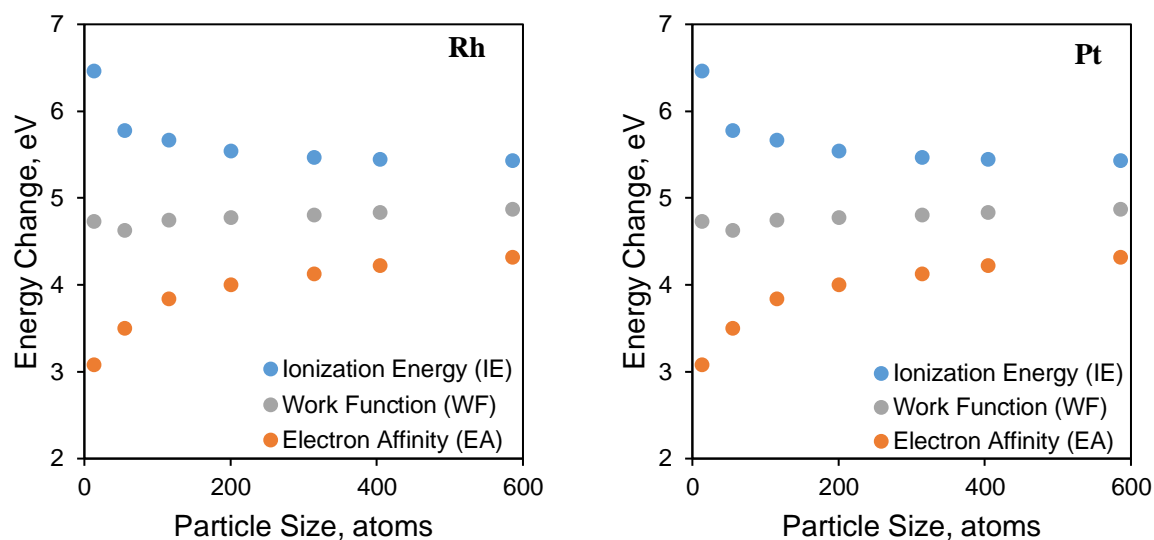 Rh
7
6
5
4
3
2
Energy Change, eV
Ionization Energy (IE)
Work Function (WF)
Electron Affinity (EA)
0 200 400 600
Particle Size, atoms
Pt
7
6
5
4
3
2
Energy Change, eV
Ionization Energy (IE)
Work Function (WF)
Electron Affinity (EA)
0 200 400 600
Particle Size, atoms